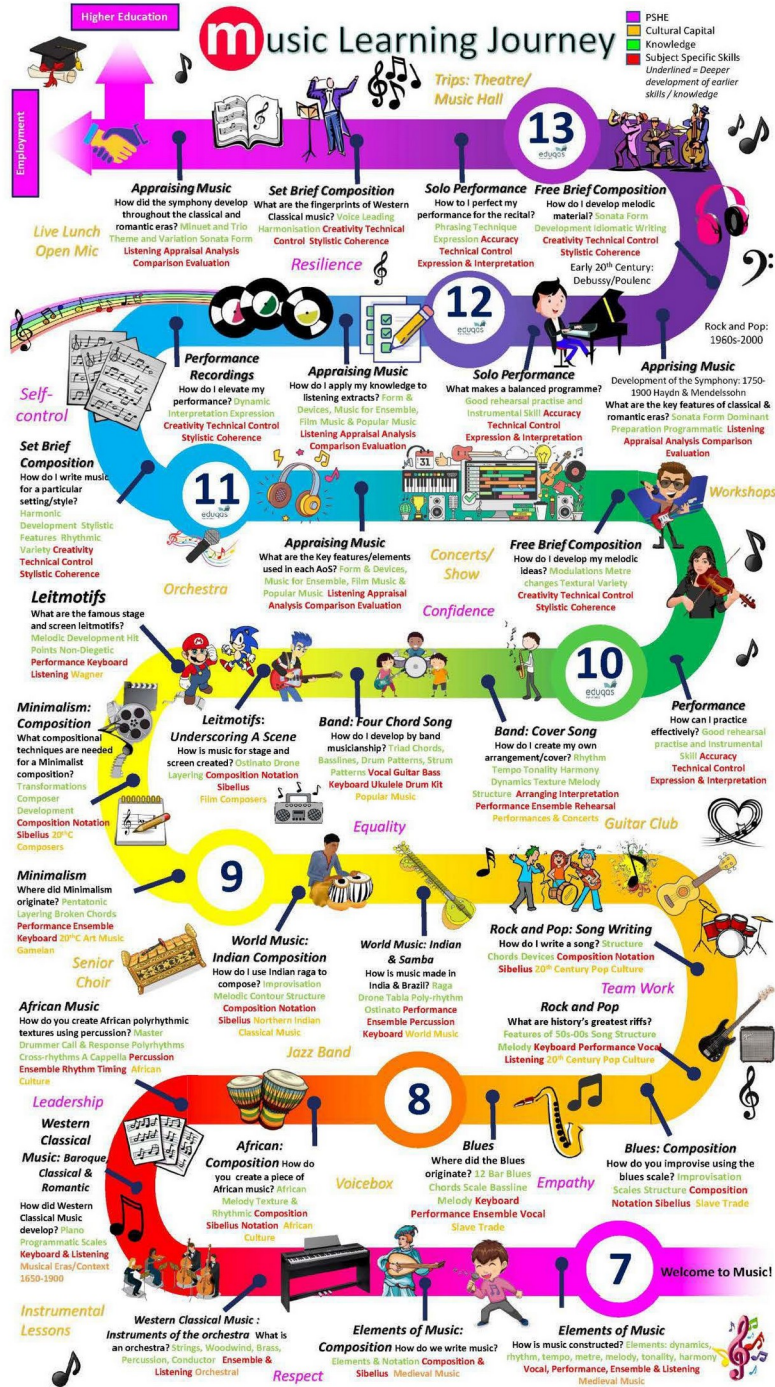 Higher Education
Music Learning Journey
PSHE
Cultural Capital
Knowledge
Subject Specific Skills
Underlined = Deeper
development of earlier
skills / knowledge
Trips: Theatre/
Music Hall
Employment
13
eduqas
Appraising Music
How did the symphony develop
throughout the classical and
romantic eras? Minuet and Trio
Theme and Variation Sonata Form
Listening Appraisal Analysis
Comparison Evaluation
Set Brief Composition
What are the fingerprints of Western
Classical music? Voice Leading
Harmonisation Creativity Technical
Control Stylistic Coherence
Solo Performance
How to I perfect my
performance for the recital?
Phrasing Technique
Expression Accuracy
Technical Control
Expression & Interpretation
Free Brief Composition
How do I develop melodic
material? Sonata Form
Development Idiomatic Writing
Creativity Technical Control
Stylistic Coherence
Live Lunch
Open Mic
Resilience
Early 20th Century:
Debussy/Poulenc
12
eduqas
Rock and Pop:
1960s-2000
Performance
Recordings
How do I elevate my
performance? Dynamic
Interpretation Expression
Creativity Technical Control
Stylistic Coherence
Appraising Music
How do I apply my knowledge to
listening extracts? Form &
Devices, Music for Ensemble,
Film Music & Popular Music
Listening Appraisal Analysis
Comparison Evaluation
Solo Performance
What makes a balanced programme?
Good rehearsal practise and
Instrumental Skill Accuracy
Technical Control
Expression & Interpretation
Apprising Music
Development of the Symphony: 1750-
1900 Haydn & Mendelssohn
What are the key features of classical &
romantic eras? Sonata Form Dominant
Preparation Programmatic Listening
Appraisal Analysis Comparison
Evaluation
Self-
control
Set Brief
Composition
How do I write music
for a particular
setting/style?
Harmonic
Development Stylistic
Features Rhythmic
Variety Creativity
Technical Control
Stylistic Coherence
11
31
Workshops
Orchestra
Appraising Music
What are the Key features/elements
used in each AoS? Form & Devices,
Music for Ensemble, Film Music &
Popular Music Listening Appraisal
Analysis Comparison Evaluation
Concerts/
Show
Confidence
Free Brief Composition
How do I develop my melodic
ideas? Modulations Metre
changes Textural Variety
Creativity Technical Control
Stylistic Coherence
Leitmotifs
What are the famous stage
and screen leitmotifs?
Melodic Development Hit
Points Non-Diegetic
Performance Keyboard
Listening Wagner
10
eduqas
Performance
How can I practice
effectively? Good rehearsal
practise and Instrumental
Skill Accuracy
Technical Control
Expression & Interpretation
Minimalism:
Composition
What compositional
techniques are needed
for a Minimalist
composition?
Transformations
Composer
Development
Composition Notation
Sibelius 20thC
Composers
Leitmotifs:
Underscoring A Scene
How is music for stage and
screen created? Ostinato Drone
Layering Composition Notation
Sibelius
Film Composers
Band: Four Chord Song
How do I develop by band
musicianship? Triad Chords,
Basslines, Drum Patterns, Strum
Patterns Vocal Guitar Bass
Keyboard Ukulele Drum Kit
Popular Music
Band: Cover Song
How do I create my own
arrangement/cover? Rhythm
Tempo Tonality Harmony
Dynamics Texture Melody
Structure Arranging Interpretation
Performance Ensemble Rehearsal
Performances & Concerts
Equality
Guitar Club
9
Minimalism
Where did Minimalism
originate? Pentatonic
Layering Broken Chords
Performance Ensemble
Keyboard 20thC Art Music
Gamelan
Senior
Choir
World Music:
Indian Composition
How do I use Indian raga to
compose? Improvisation
Melodic Contour Structure
Composition Notation
Sibelius Northern Indian
Classical Music
World Music: Indian
& Samba
How is music made in
India & Brazil? Raga
Drone Tabla Poly-rhythm
Ostinato Performance
Ensemble Percussion
Keyboard World Music
Rock and Pop: Song Writing
How do I write a song? Structure
Chords Devices Composition Notation
Sibelius 20th Century Pop Culture
Team Work
Rock and Pop
What are history's greatest riffs?
Features of 50s-00s Song Structure
Melody Keyboard Performance Vocal
Listening 20th Century Pop Culture
African Music
How do you create African polyrhythmic
textures using percussion? Master
Drummer Call & Response Polyrhythms
Cross-rhythms A Cappella Percussion
Ensemble Rhythm Timing African
Culture
Jazz Band
8
Leadership
Western
Classical
Music: Baroque,
Classical &
Romantic
How did Western
Classical Music
develop? Piano
Programmatic Scales
Keyboard & Listening
Musical Eras/Context
1650-1900
African:
Composition How do
you create a piece of
African music? African
Melody Texture &
Rhythmic Composition
Sibelius Notation African
Culture
Voicebox
Blues
Where did the Blues
originate? 12 Bar Blues
Chords Scale Bassline
Melody Keyboard
Performance Ensemble Vocal
Slave Trade
Empathy
Blues: Composition
How do you improvise using the
blues scale? Improvisation
Scales Structure Composition
Notation Sibelius Slave Trade
7
Welcome to Music!
Instrumental
Lessons
Western Classical Music :
Instruments of the orchestra What is
an orchestra? Strings, Woodwind, Brass,
Percussion, Conductor Ensemble &
Listening Orchestral
Respect
Elements of Music:
Composition How do we write music?
Elements & Notation Composition &
Sibelius Medieval Music
Elements of Music
How is music constructed? Elements: dynamics,
rhythm, tempo, metre, melody, tonality, harmony
Vocal, Performance, Ensemble & Listening
Medieval Music